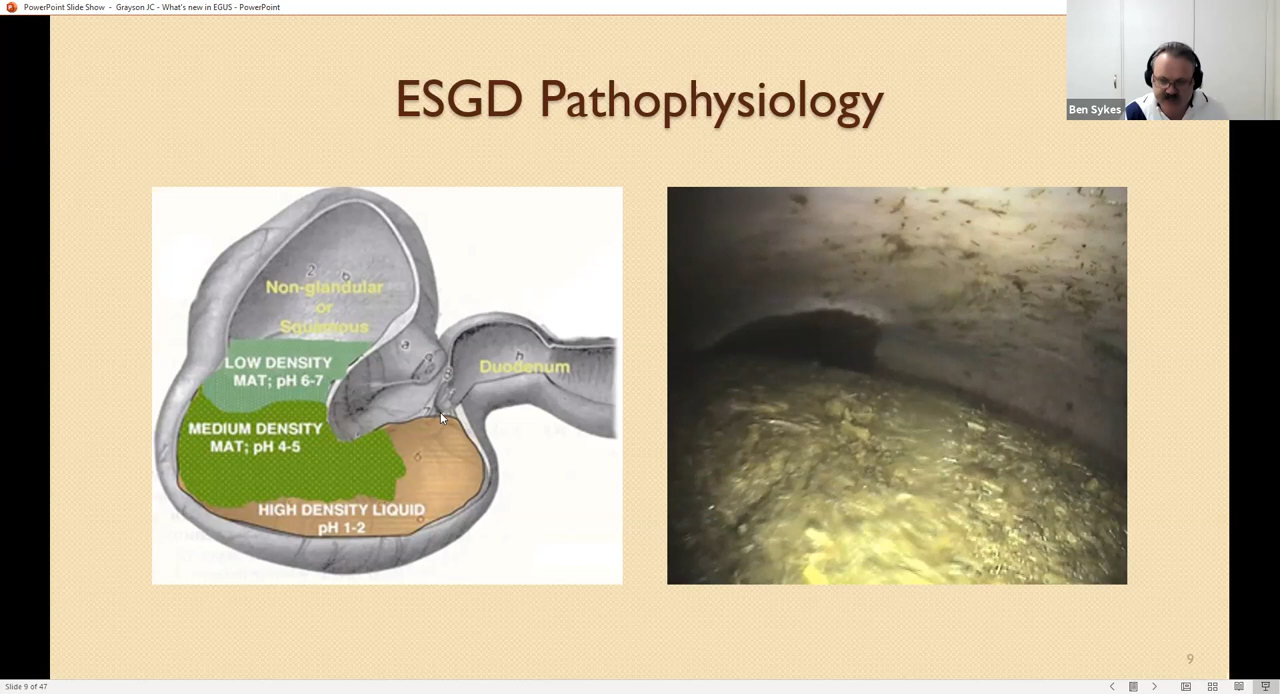 PowerPoint Slide Show - Grayson JC - What's new in EGUS - PowerPoint
Ben Sykes
ESGD Pathophysiology
2 b
Non-glandular
or
Squamous
a
h
Duodenum
LOW DENSITY
MAT; pH 6-7
MEDIUM DENSITY
MAT; pH 4-5
6
HIGH DENSITY LIQUID
pH 1-2
9
Slide 9 of 47